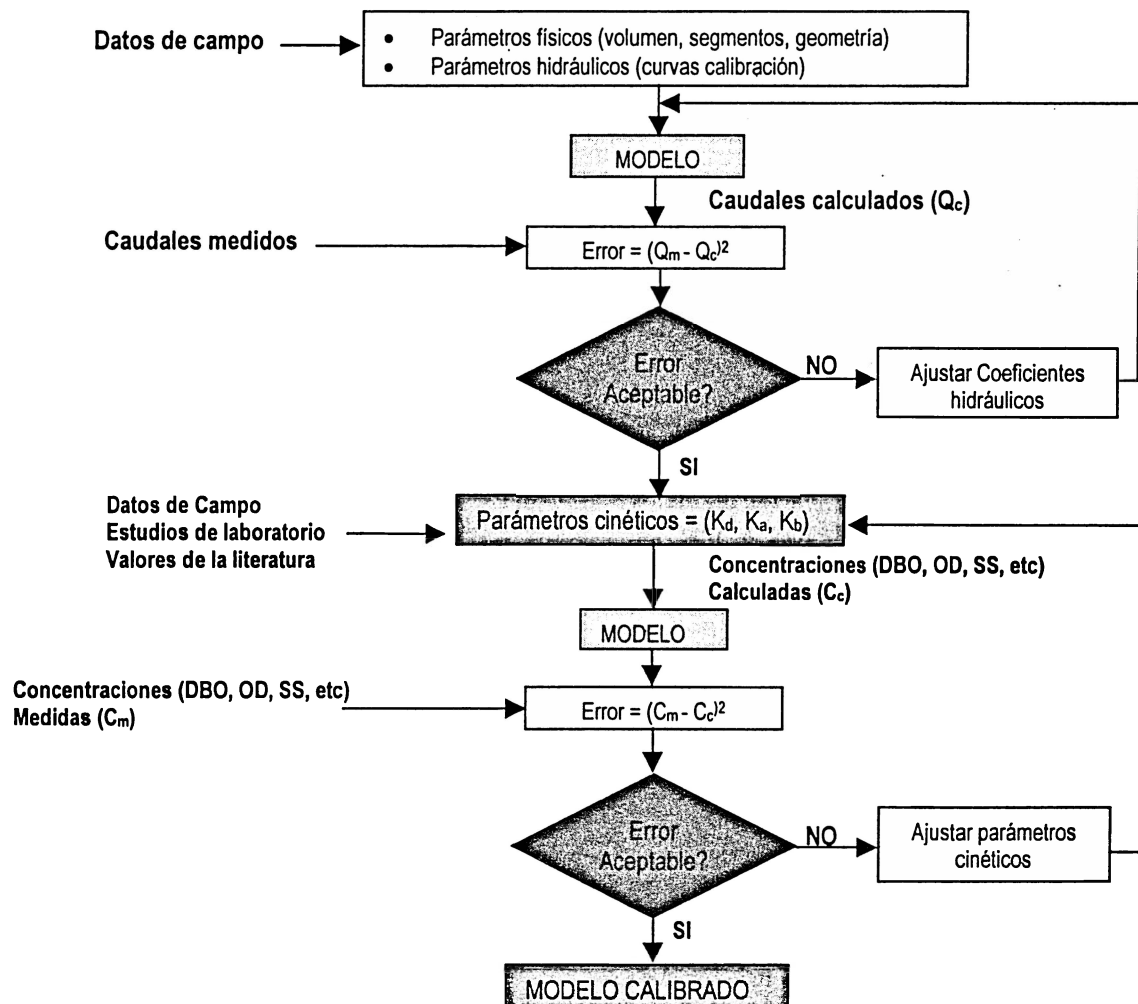 Datos de campo
• Parámetros físicos (volumen, segmentos, geometría)
• Parámetros hidráulicos (curvas calibración)
MODELO
Caudales calculados (Qc)
Caudales medidos
Error = (Qm - Qc)2
Error
Aceptable?
NO
Ajustar Coeficientes
hidráulicos
SI
Datos de Campo
Estudios de laboratorio
Valores de la literatura
Parámetros cinéticos = (Kd, Ka, Kb)
Concentraciones (DBO, OD, SS, etc)
Calculadas (Cc)
MODELO
Concentraciones (DBO, OD, SS, etc)
Medidas (Cm)
Error = (Cm - Cc)2
Error
Aceptable?
NO
Ajustar parámetros
cinéticos
SI
MODELO CALIBRADO